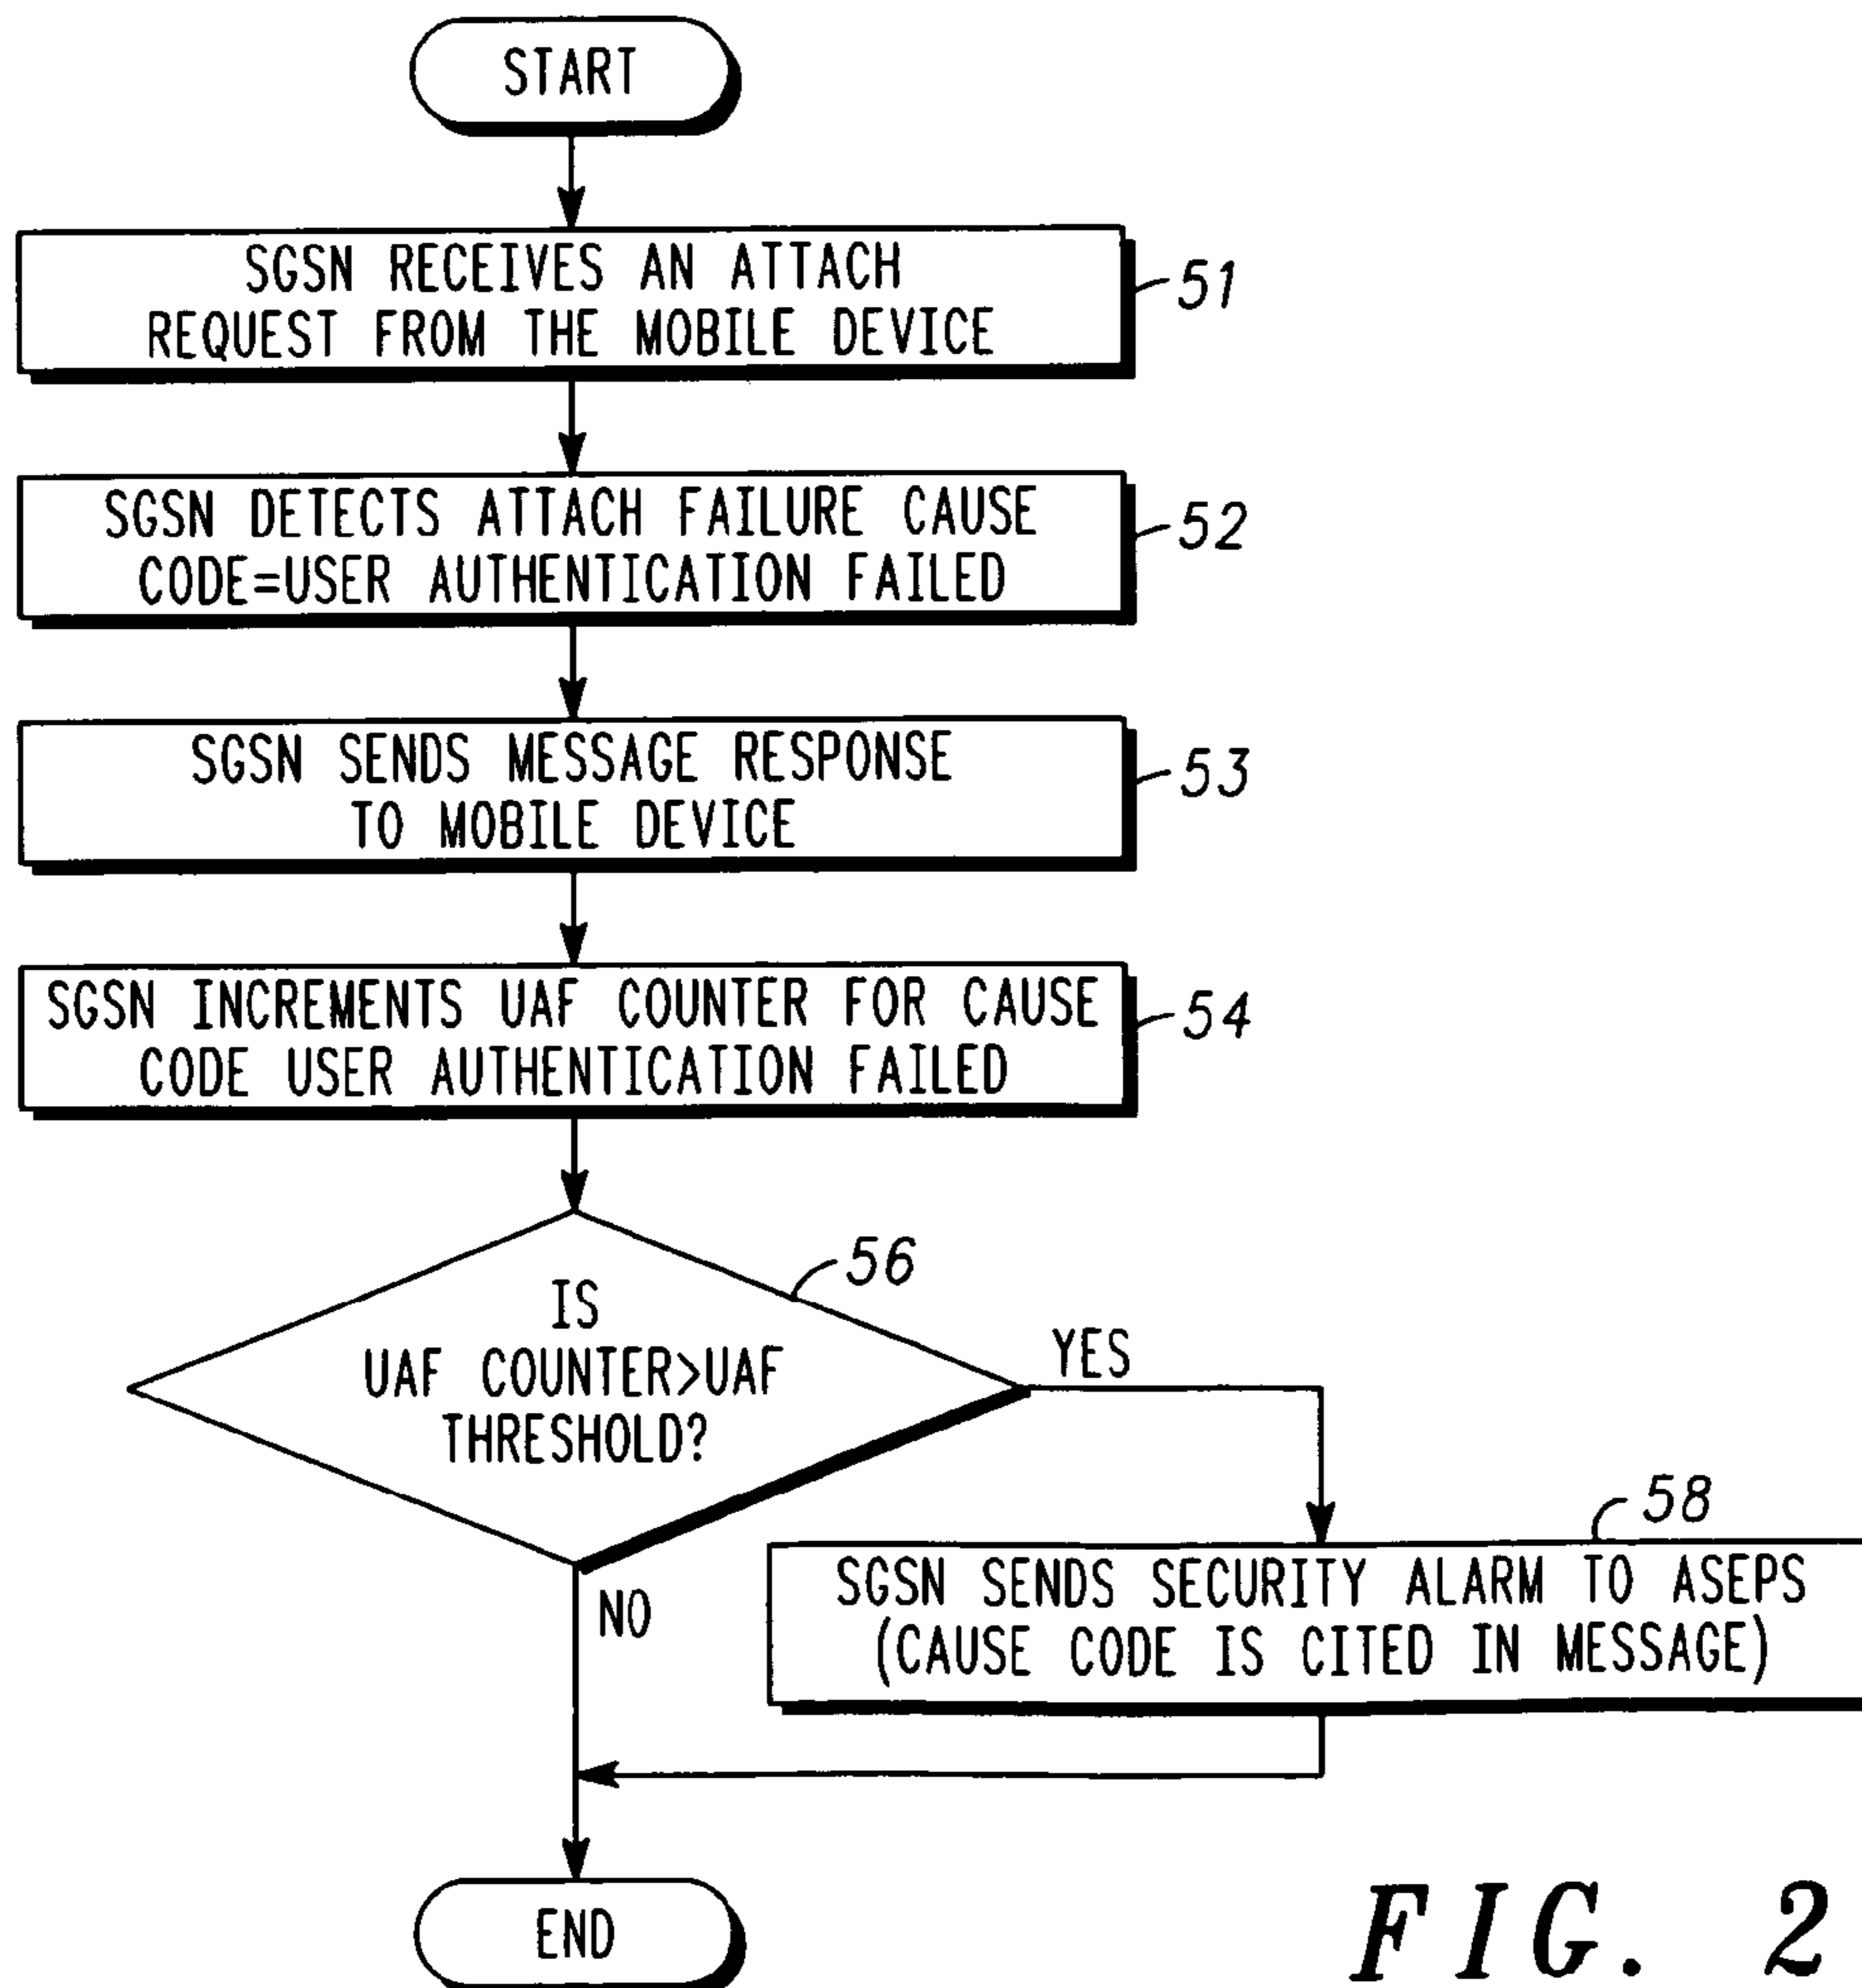 START
SGSN RECEIVES AN ATTACH
REQUEST FROM THE MOBILE DEVICE
51
SGSN DETECTS ATTACH FAILURE CAUSE
CODE=USER AUTHENTICATION FAILED
52
SGSN SENDS MESSAGE RESPONSE
TO MOBILE DEVICE
53
SGSN INCREMENTS UAF COUNTER FOR CAUSE
CODE USER AUTHENTICATION FAILED
54
56
IS
UAF COUNTER>UAF
THRESHOLD?
YES
58
SGSN SENDS SECURITY ALARM TO ASEPS
(CAUSE CODE IS CITED IN MESSAGE)
NO
END
FIG. 2